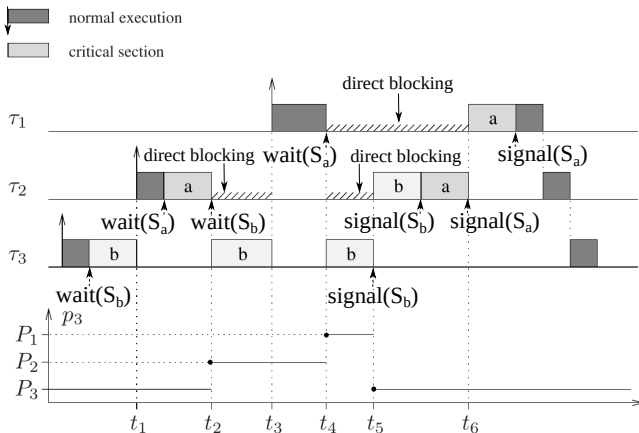 normal execution
critical section
direct blocking
τ1 a
wait(Sa) signal(Sa)
direct blocking direct blocking
τ2 a b a
wait(Sa) wait(Sb) signal(Sb) signal(Sa)
τ3 b b b
wait(Sb) signal(Sb)
p3
P1
P2
P3
t1 t2 t3 t4 t5 t6